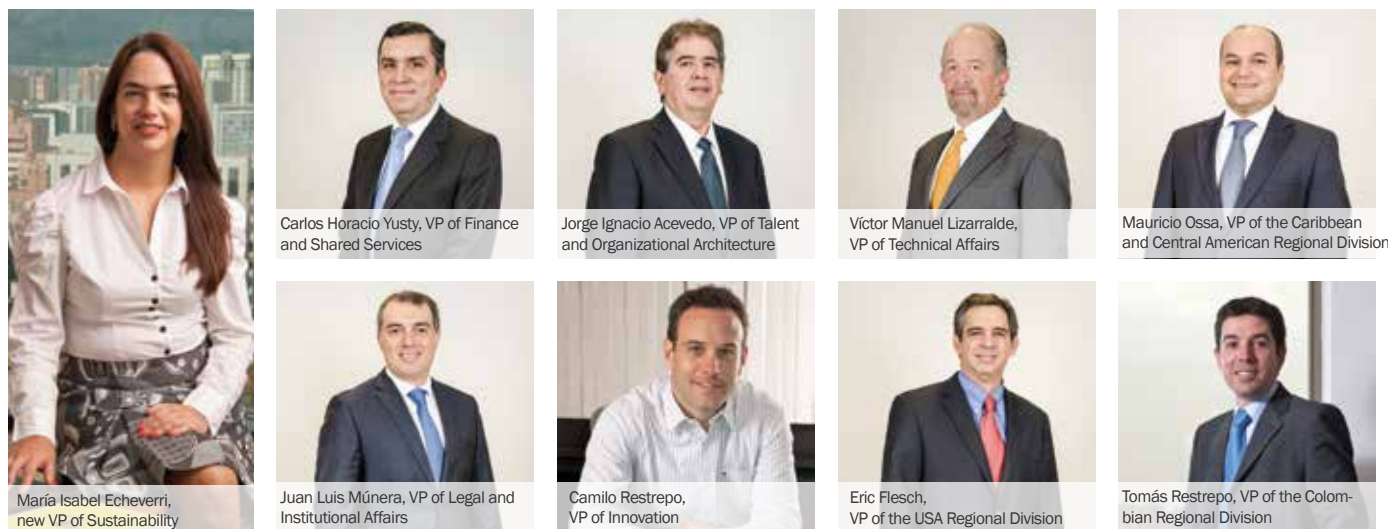 María Isabel Echeverri,
new VP of Sustainability
Carlos Horacio Yusty, VP of Finance
and Shared Services
Jorge Ignacio Acevedo, VP of Talent
and Organizational Architecture
Víctor Manuel Lizarralde,
VP of Technical Affairs
Mauricio Ossa, VP of the Caribbean
and Central American Regional Division
Juan Luis Múnera, VP of Legal and
Institutional Affairs
Camilo Restrepo,
VP of Innovation
Eric Flesch,
VP of the USA Regional Division
Tomás Restrepo, VP of the Colom-
bian Regional Division